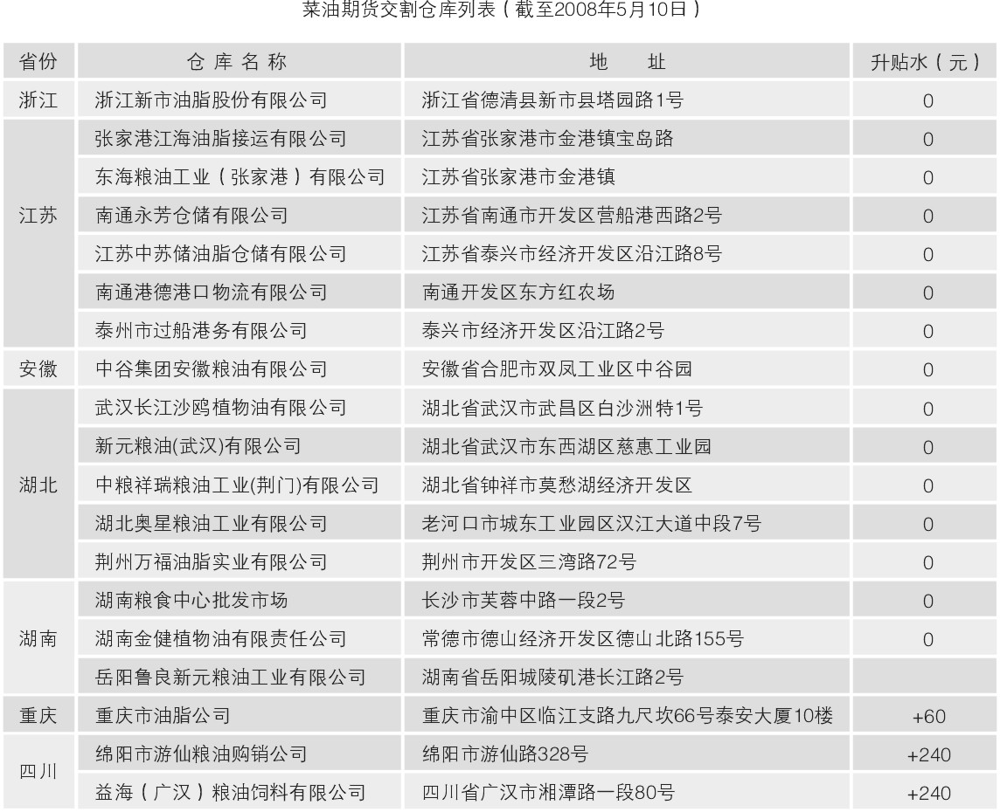 菜油期货交割仓库列表（截至2008年5月10日）
省份 仓库名称 地 址 升贴水（元）
浙江 浙江新市油脂股份有限公司 浙江省德清县新市县塔园路1号 0
张家港江海油脂接运有限公司 江苏省张家港市金港镇宝岛路 0
东海粮油工业（张家港）有限公司 江苏省张家港市金港镇 0
江苏 南通永芳仓储有限公司 江苏省南通市开发区营船港西路2号 0
江苏中苏储油脂仓储有限公司 江苏省泰兴市经济开发区沿江路8号 0
南通港德港口物流有限公司 南通开发区东方红农场 0
泰州市过船港务有限公司 泰兴市经济开发区沿江路2号 0
安徽 中谷集团安徽粮油有限公司 安徽省合肥市双凤工业区中谷园 0
武汉长江沙鸥植物油有限公司 湖北省武汉市武昌区白沙洲特1号 0
新元粮油(武汉)有限公司 湖北省武汉市东西湖区慈惠工业园 0
湖北 中粮祥瑞粮油工业(荆门)有限公司 湖北省钟祥市莫愁湖经济开发区 0
湖北奥星粮油工业有限公司 老河口市城东工业园区汉江大道中段7号 0
荆州万福油脂实业有限公司 荆州市开发区三湾路72号 0
湖南粮食中心批发市场 长沙市芙蓉中路一段2号 0
湖南 湖南金健植物油有限责任公司 常德市德山经济开发区德山北路155号 0
岳阳鲁良新元粮油工业有限公司 湖南省岳阳城陵矶港长江路2号
重庆 重庆市油脂公司 重庆市渝中区临江支路九尺坎66号泰安大厦10楼 +60
四川 绵阳市游仙粮油购销公司 绵阳市游仙路328号 +240
益海（广汉）粮油饲料有限公司 四川省广汉市湘潭路一段80号 +240